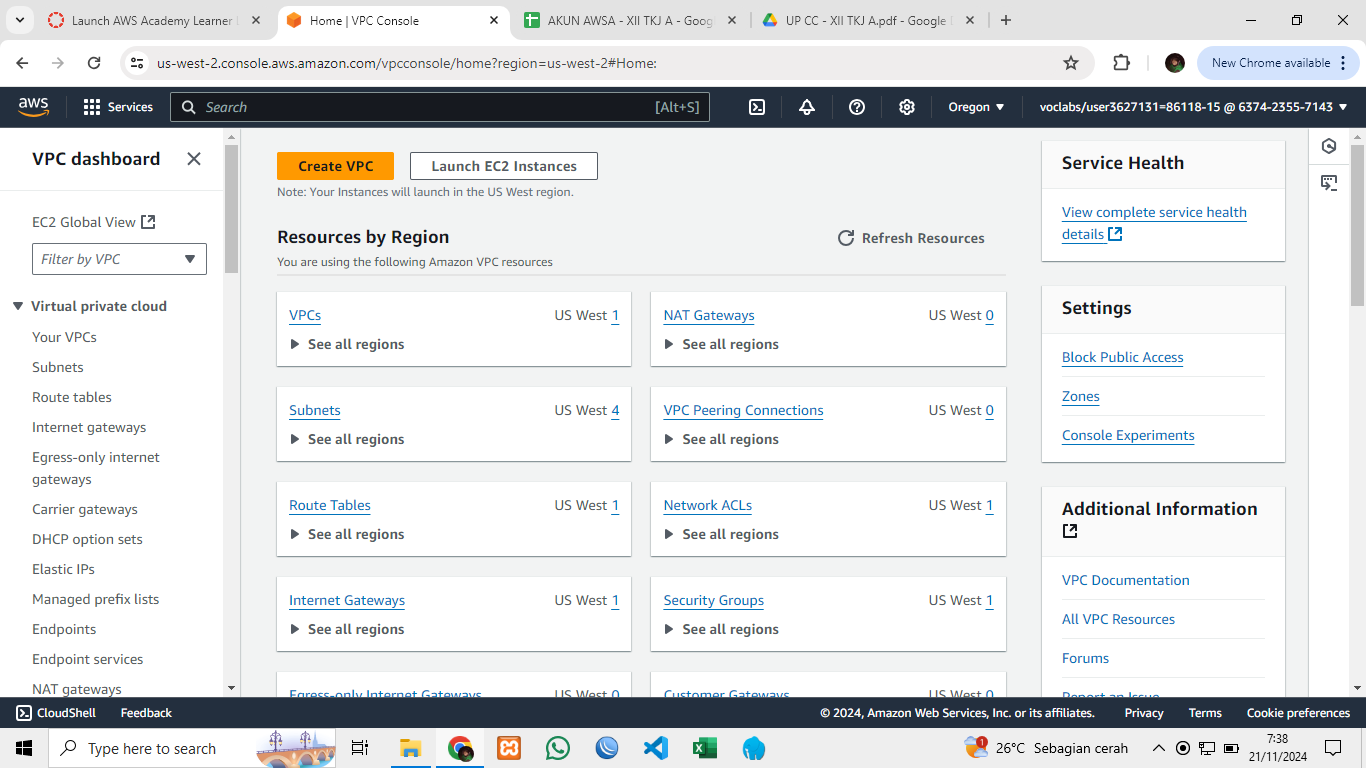 Launch AWS Academy Learner
Home | VPC Console
AKUN AWSA - XII TKJ A - Goog
UP CC - XII TKJ A.pdf - Google
us-west-2.console.aws.amazon.com/vpcconsole/home?region=us-west-2#Home:
New Chrome available
aws
Services
Search
[Alt+S]
Oregon
voclabs/user3627131=86118-15 @ 6374-2355-7143
VPC dashboard
EC2 Global View
Filter by VPC
Virtual private cloud
Your VPCs
Subnets
Route tables
Internet gateways
Egress-only internet
gateways
Carrier gateways
DHCP option sets
Elastic IPs
Managed prefix lists
Endpoints
Endpoint services
NAT gateways
Create VPC
Launch EC2 Instances
Note: Your Instances will launch in the US West region.
Resources by Region
Refresh Resources
You are using the following Amazon VPC resources
VPCs US West 1
See all regions
NAT Gateways US West 0
See all regions
Subnets US West 4
See all regions
VPC Peering Connections US West 0
See all regions
Route Tables US West 1
See all regions
Network ACLs US West 1
See all regions
Internet Gateways US West 1
See all regions
Security Groups US West 1
See all regions
Egress-only Internet Gateways US West 0
Customer Gateways US West 0
Service Health
View complete service health
details
Settings
Block Public Access
Zones
Console Experiments
Additional Information
VPC Documentation
All VPC Resources
Forums
Report an Issue
CloudShell
Feedback
© 2024, Amazon Web Services, Inc. or its affiliates.
Privacy
Terms
Cookie preferences
Type here to search
1
26°C Sebagian cerah
7:38
21/11/2024